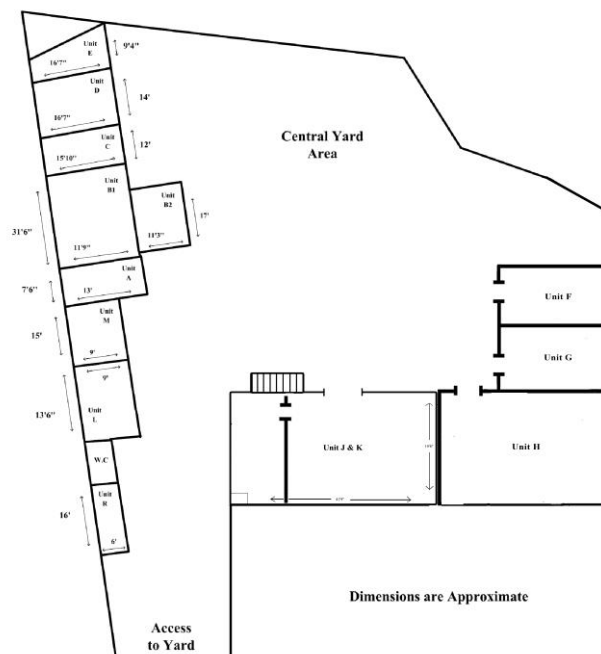 Unit
E
9'4"
16'7"
Unit
D
14'
16'7"
Unit
C
12'
15'10"
Central Yard
Area
Unit
B1
Unit
B2
17'
31'6"
11'9"
11'3"
Unit
A
7'6"
13'
Unit F
Unit
M
15'
9'
Unit G
9'
13'6"
Unit
L
Unit J & K
Unit H
W.C
Unit
R
16'
6'
Dimensions are Approximate
Access
to Yard